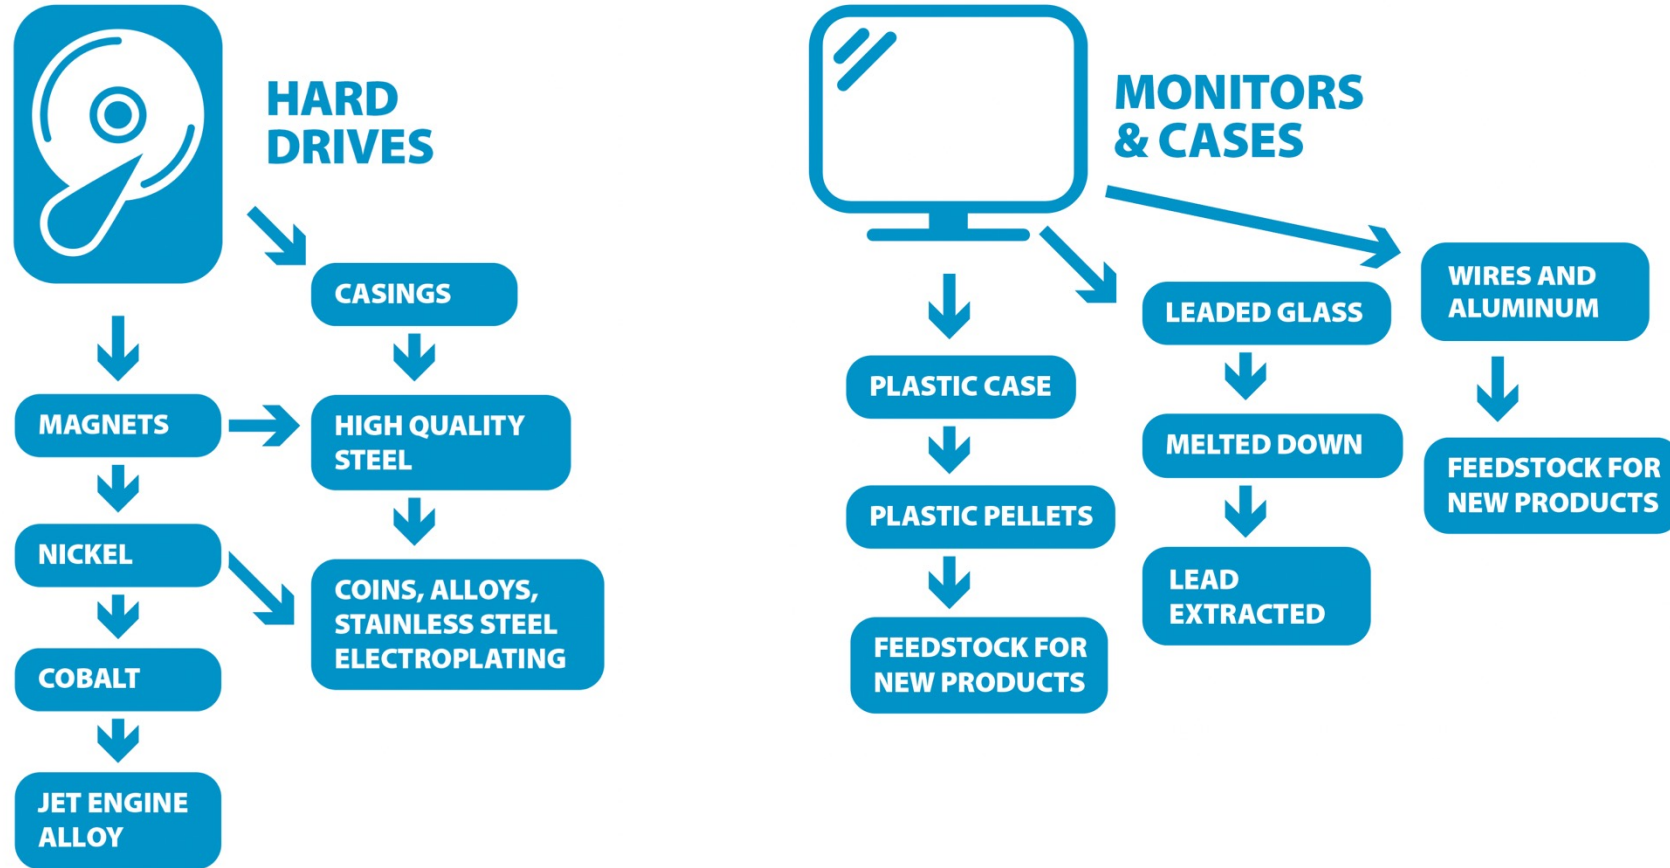 HARD
DRIVES
CASINGS
MAGNETS
HIGH QUALITY
STEEL
NICKEL
COINS, ALLOYS,
STAINLESS STEEL
ELECTROPLATING
COBALT
JET ENGINE
ALLOY
MONITORS
& CASES
PLASTIC CASE
PLASTIC PELLETS
FEEDSTOCK FOR
NEW PRODUCTS
LEADED GLASS
MELTED DOWN
LEAD
EXTRACTED
WIRES AND
ALUMINUM
FEEDSTOCK FOR
NEW PRODUCTS